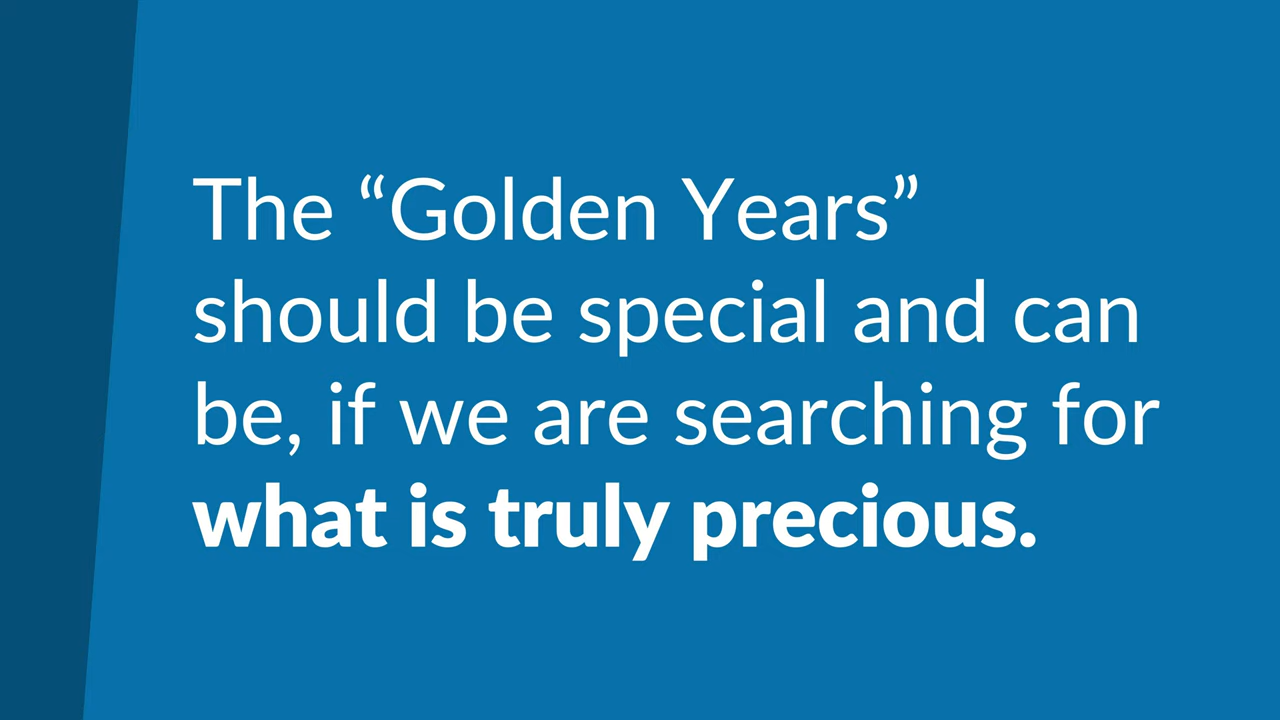 The “Golden Years”
should be special and can
be, if we are searching for
what is truly precious.